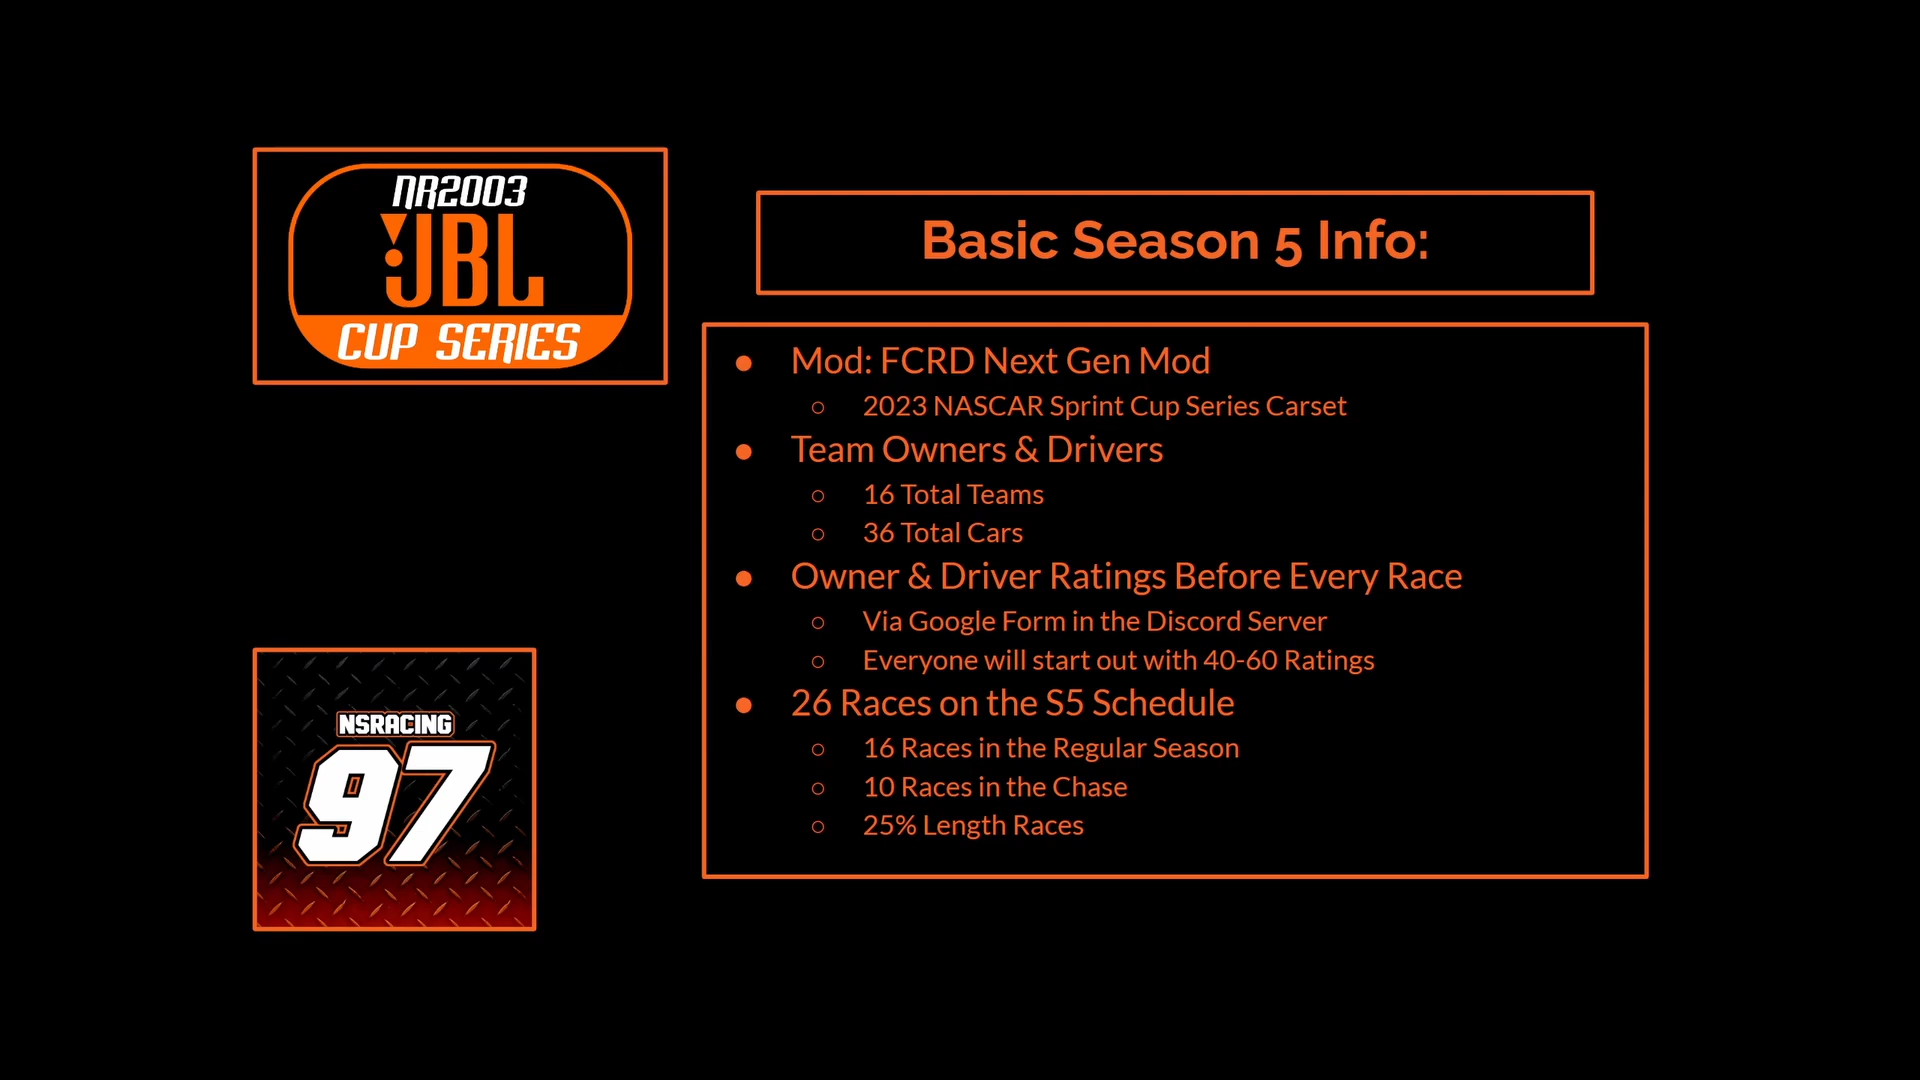 NR2003
JBL
CUP SERIES
Basic Season 5 Info:
● Mod: FCRD Next Gen Mod
○ 2023 NASCAR Sprint Cup Series Carset
● Team Owners & Drivers
○ 16 Total Teams
○ 36 Total Cars
● Owner & Driver Ratings Before Every Race
○ Via Google Form in the Discord Server
○ Everyone will start out with 40-60 Ratings
● 26 Races on the S5 Schedule
○ 16 Races in the Regular Season
○ 10 Races in the Chase
○ 25% Length Races
NSRACING
97